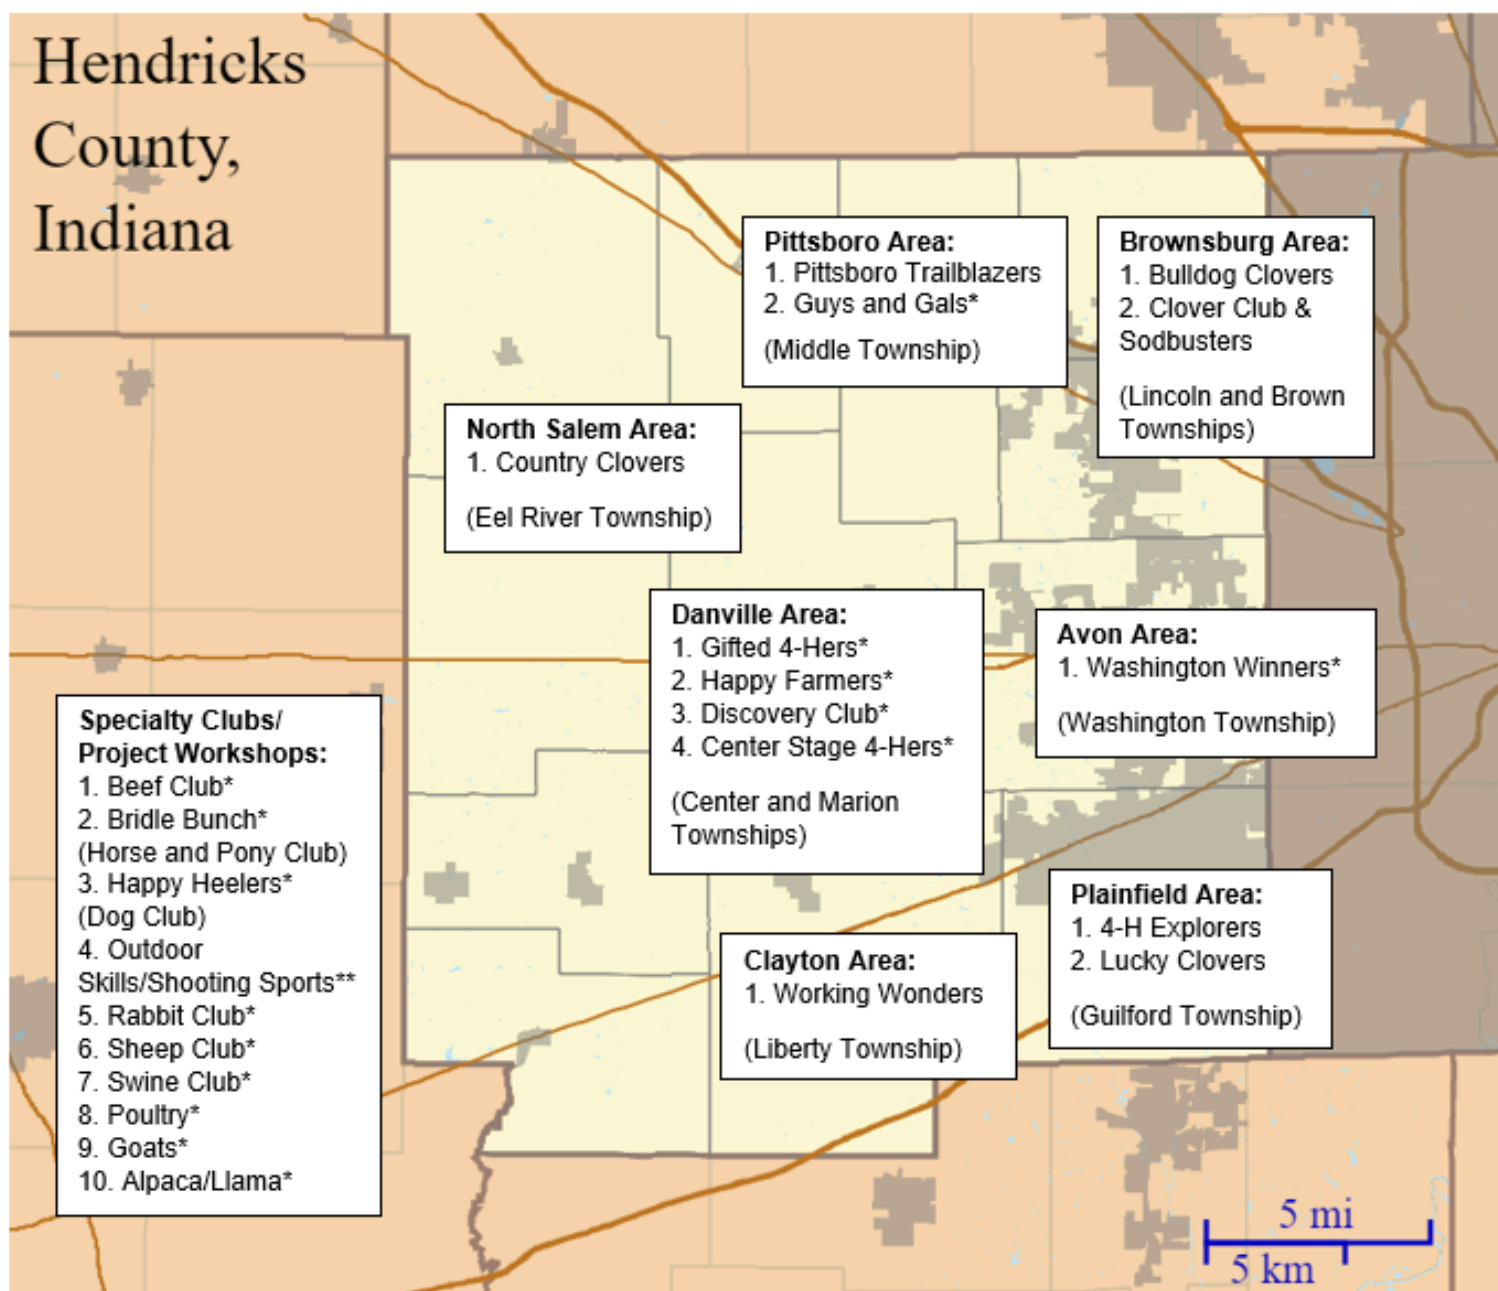 Hendricks
County,
Indiana
Pittsboro Area:
1. Pittsboro Trailblazers
2. Guys and Gals*
(Middle Township)
Brownsburg Area:
1. Bulldog Clovers
2. Clover Club &
Sodbusters
(Lincoln and Brown
Townships)
North Salem Area:
1. Country Clovers
(Eel River Township)
Danville Area:
1. Gifted 4-Hers*
2. Happy Farmers*
3. Discovery Club*
4. Center Stage 4-Hers*
(Center and Marion
Townships)
Avon Area:
1. Washington Winners*
(Washington Township)
Specialty Clubs/
Project Workshops:
1. Beef Club*
2. Bridle Bunch*
(Horse and Pony Club)
3. Happy Heelers*
(Dog Club)
4. Outdoor
Skills/Shooting Sports**
5. Rabbit Club*
6. Sheep Club*
7. Swine Club*
8. Poultry*
9. Goats*
10. Alpaca/Llama*
Plainfield Area:
1. 4-H Explorers
2. Lucky Clovers
(Guilford Township)
Clayton Area:
1. Working Wonders
(Liberty Township)
5 mi
5 km